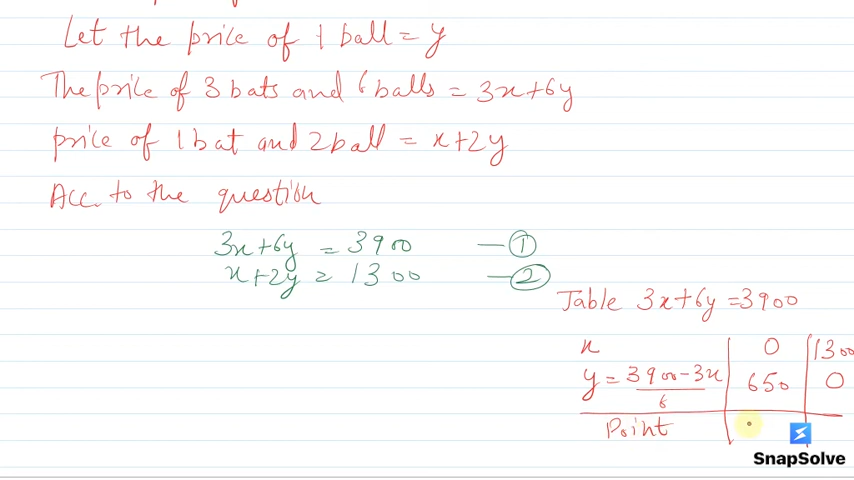 Let the price of 1 ball = y
The price of 3 bats and 6 balls = 3x+6y
price of 1 bat and 2 ball = x+2y
Acc. to the question
3x+6y = 3900 — ①
x+2y = 1300 — ②
Table 3x+6y=3900
x | 0 | 1300
y = 3900-3x / 6 | 650 | 0
Point
SnapSolve